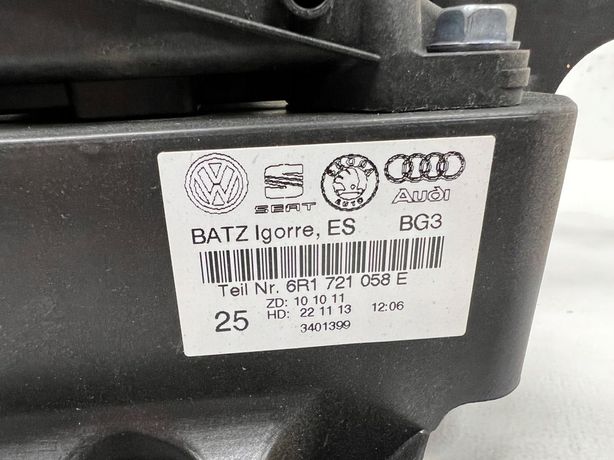 SEAT SKODA AUTO Audi
BATZ Igorre, ES BG3
Teil Nr. 6R1 721 058 E
25 ZD: 10 10 11
HD: 22 11 13 12:06
3401399